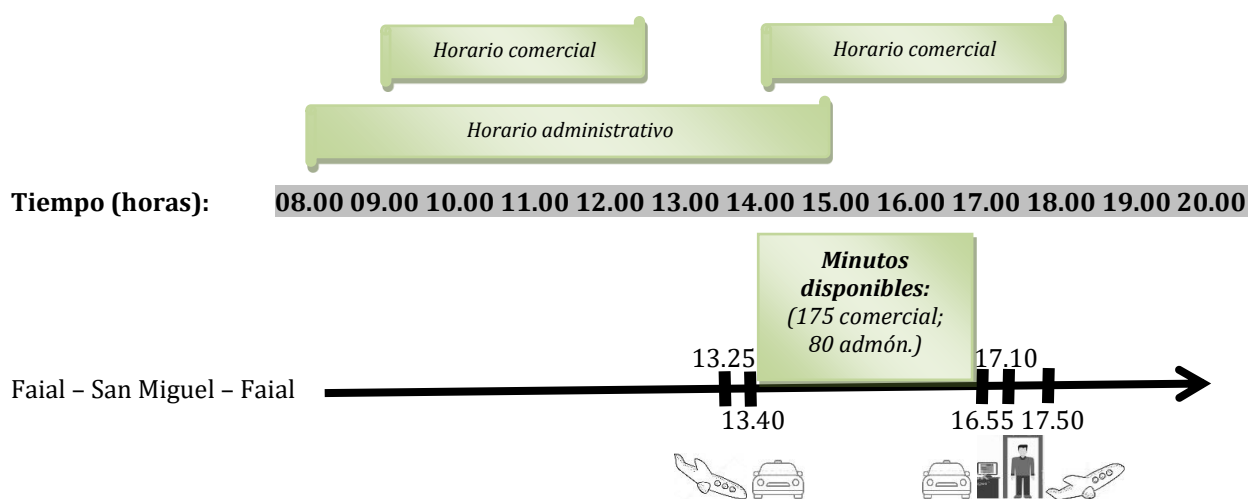 Horario comercial
Horario comercial
Horario administrativo
Tiempo (horas): 08.00 09.00 10.00 11.00 12.00 13.00 14.00 15.00 16.00 17.00 18.00 19.00 20.00
Minutos
disponibles:
(175 comercial;
80 admón.)
13.25 17.10
Faial – San Miguel – Faial
13.40 16.55 17.50